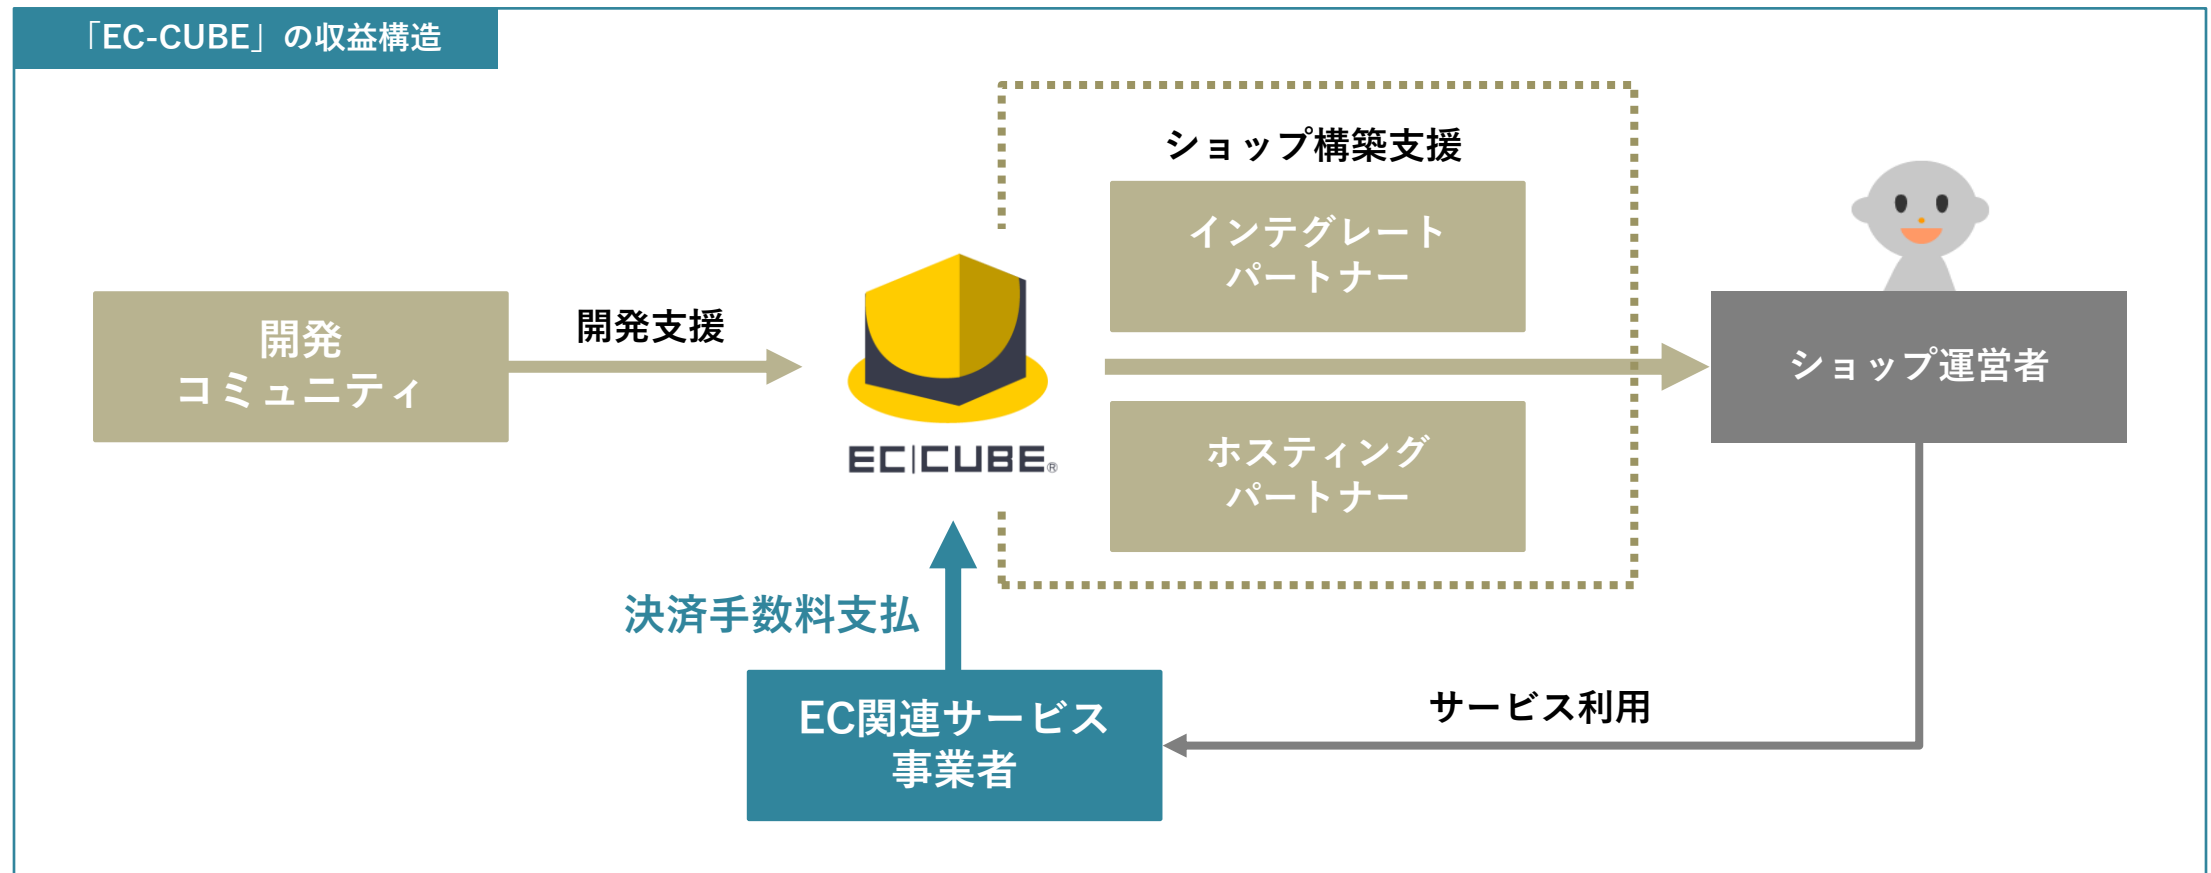 「EC-CUBE」の収益構造
ショップ構築支援
インテグレート
パートナー
開発
コミュニティ
開発支援
EC|CUBE®
ショップ運営者
ホスティング
パートナー
決済手数料支払
EC関連サービス
事業者
サービス利用